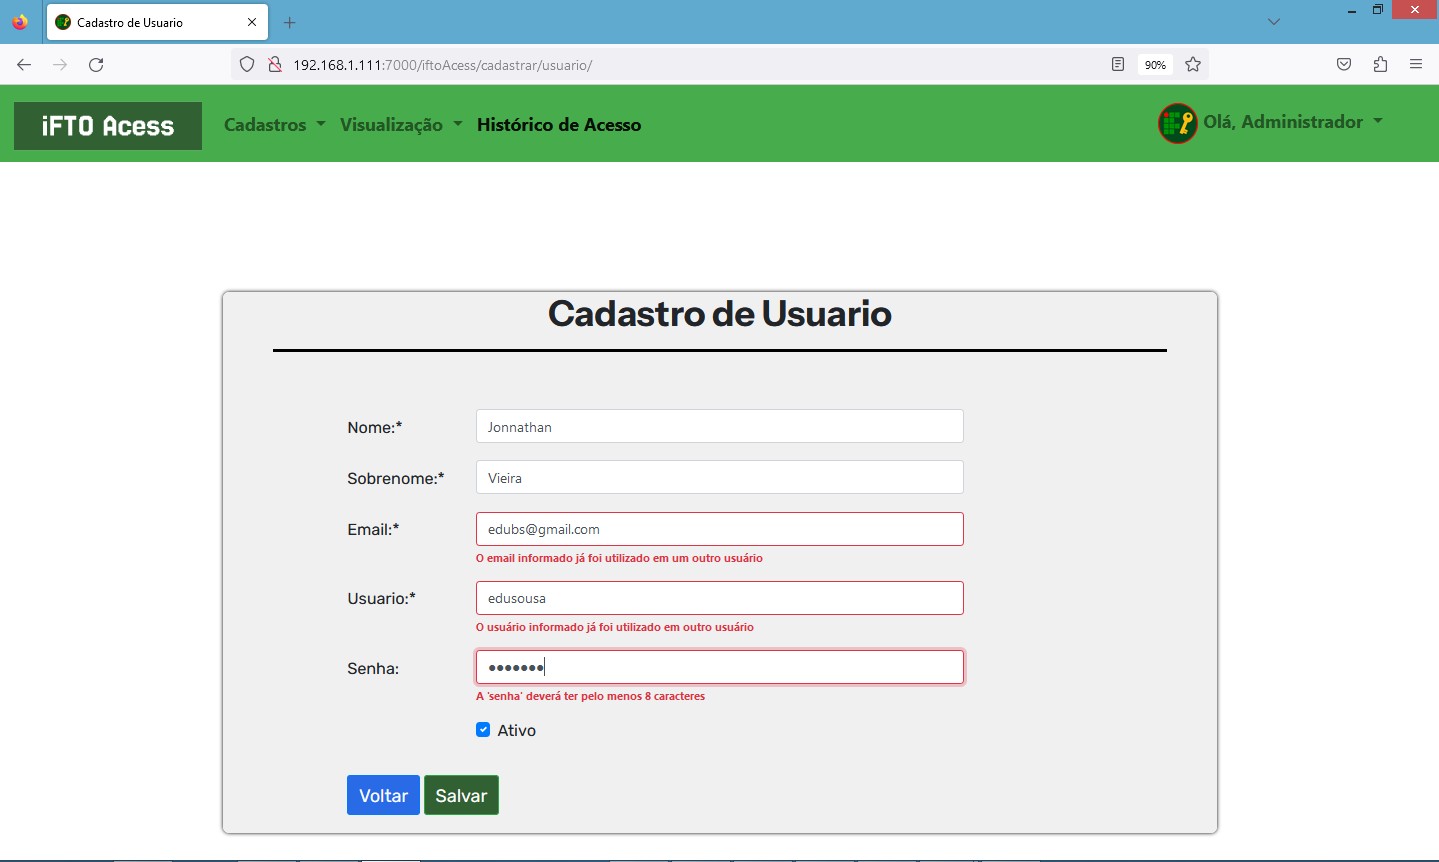 Cadastro de Usuario
192.168.1.111:7000/iftoAcess/cadastrar/usuario/
90%
iFTO Acess
Cadastros
Visualização
Histórico de Acesso
Olá, Administrador
Cadastro de Usuario
Nome:*
Jonnathan
Sobrenome:*
Vieira
Email:*
edubs@gmail.com
O email informado já foi utilizado em um outro usuário
Usuario:*
edusousa
O usuário informado já foi utilizado em outro usuário
Senha:
•••••••
A 'senha' deverá ter pelo menos 8 caracteres
Ativo
Voltar
Salvar